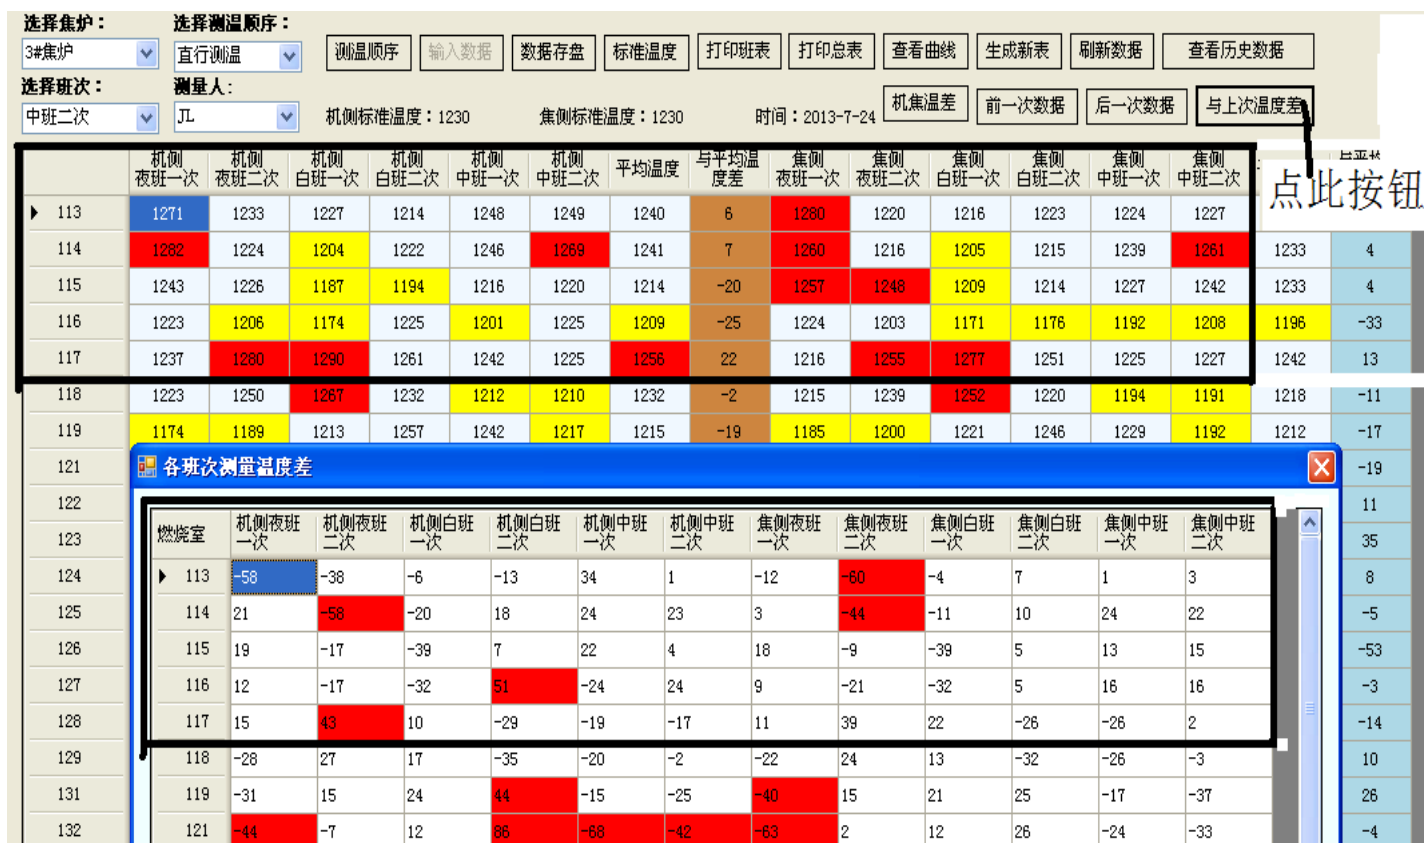 选择焦炉： 选择测温顺序：
3#焦炉 直行测温 测温顺序 输入数据 数据存盘 标准温度 打印班表 打印总表 查看曲线 生成新表 刷新数据 查看历史数据
选择班次： 测量人：
中班二次 JL 机侧标准温度：1230 焦侧标准温度：1230 时间：2013-7-24 机焦温差 前一次数据 后一次数据 与上次温度差
机侧夜班一次 机侧夜班二次 机侧白班一次 机侧白班二次 机侧中班一次 机侧中班二次 平均温度 与平均温度差 焦侧夜班一次 焦侧夜班二次 焦侧白班一次 焦侧白班二次 焦侧中班一次 焦侧中班二次
点此按钮
113 1271 1233 1227 1214 1248 1249 1240 6 1280 1220 1216 1223 1224 1227
114 1282 1224 1204 1222 1246 1269 1241 7 1260 1216 1205 1215 1239 1261 1233 4
115 1243 1226 1187 1194 1216 1220 1214 -20 1257 1248 1209 1214 1227 1242 1233 4
116 1223 1206 1174 1225 1201 1225 1209 -25 1224 1203 1171 1176 1192 1208 1196 -33
117 1237 1280 1290 1261 1242 1225 1256 22 1216 1255 1277 1251 1225 1227 1242 13
118 1223 1250 1267 1232 1212 1210 1232 -2 1215 1239 1252 1220 1194 1191 1218 -11
119 1174 1189 1213 1257 1242 1217 1215 -19 1185 1200 1221 1246 1229 1192 1212 -17
121 -19
122 11
123 35
124 8
125 -5
126 -53
127 -3
128 -14
129 10
131 26
132 -4
各班次测量温度差
燃烧室 机侧夜班一次 机侧夜班二次 机侧白班一次 机侧白班二次 机侧中班一次 机侧中班二次 焦侧夜班一次 焦侧夜班二次 焦侧白班一次 焦侧白班二次 焦侧中班一次 焦侧中班二次
113 -58 -38 -6 -13 34 1 -12 -60 -4 7 1 3
114 21 -58 -20 18 24 23 3 -44 -11 10 24 22
115 19 -17 -39 7 22 4 18 -9 -39 5 13 15
116 12 -17 -32 51 -24 24 9 -21 -32 5 16 16
117 15 43 10 -29 -19 -17 11 39 22 -26 -26 2
118 -28 27 17 -35 -20 -2 -22 24 13 -32 -26 -3
119 -31 15 24 44 -15 -25 -40 15 21 25 -17 -37
121 -44 -7 12 86 -68 -42 -63 2 12 26 -24 -33